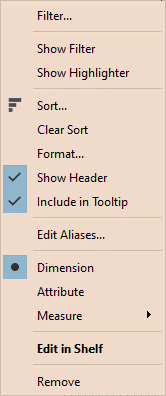 Filter...
Show Filter
Show Highlighter
Sort...
Clear Sort
Format...
Show Header
Include in Tooltip
Edit Aliases...
Dimension
Attribute
Measure
Edit in Shelf
Remove